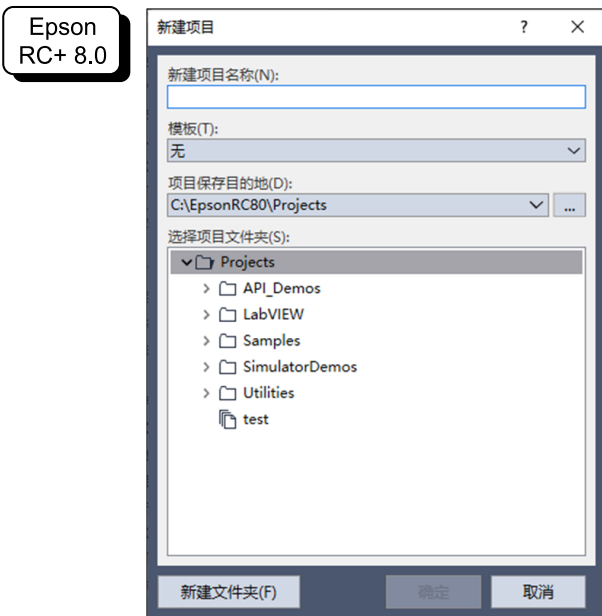 Epson
RC+ 8.0
新建项目
?
新建项目名称(N):
模板(T):
无
项目保存目的地(D):
C:\EpsonRC80\Projects
...
选择项目文件夹(S):
Projects
API_Demos
LabVIEW
Samples
SimulatorDemos
Utilities
test
新建文件夹(F)
确定
取消